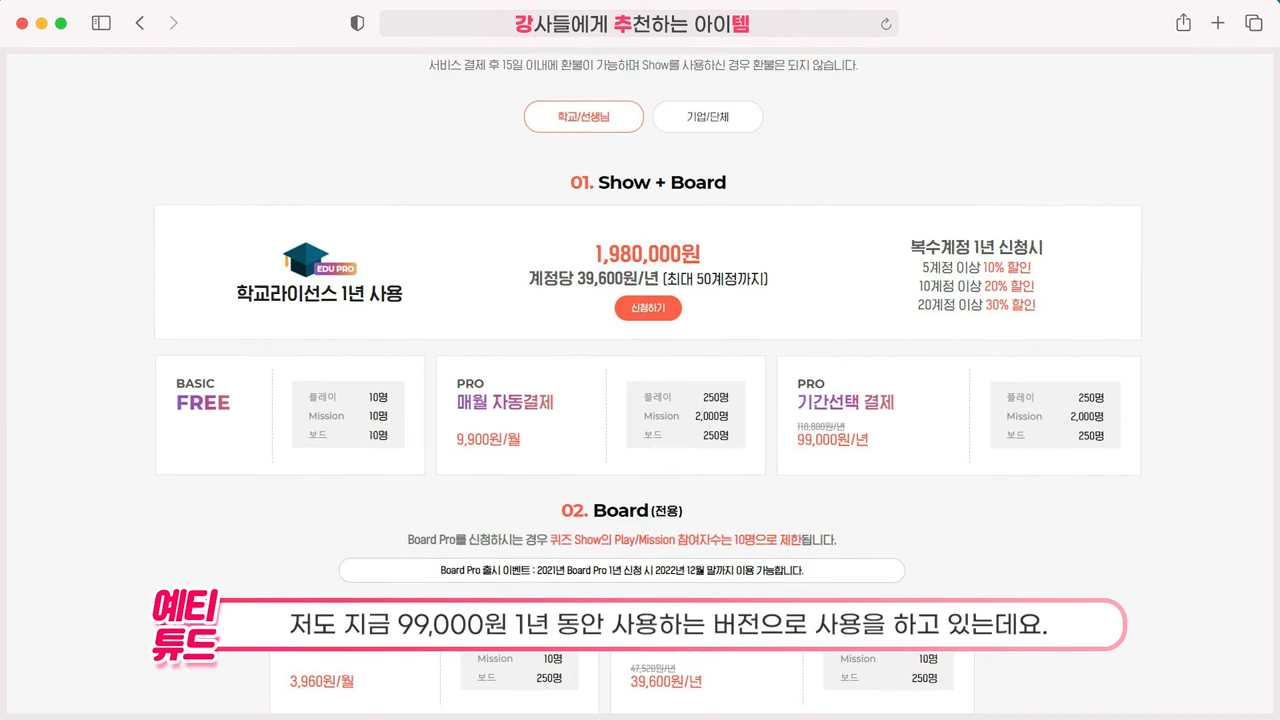 강사들에게 추천하는 아이템
서비스 결제 후 15일 이내에 환불이 가능하며 Show를 사용하신 경우 환불은 되지 않습니다.
학교/선생님
기업/단체
01. Show + Board
EDU PRO
학교라이선스 1년 사용
1,980,000원
계정당 39,600원/년 (최대 50계정까지)
신청하기
복수계정 1년 신청시
5계정 이상 10% 할인
10계정 이상 20% 할인
20계정 이상 30% 할인
BASIC
FREE
플레이 10명
Mission 10명
보드 10명
PRO
매월 자동결제
9,900원/월
플레이 250명
Mission 2,000명
보드 250명
PRO
기간선택 결제
118,800원/년
99,000원/년
플레이 250명
Mission 2,000명
보드 250명
02. Board (전용)
Board Pro를 신청하시는 경우 퀴즈 Show의 Play/Mission 참여자수는 10명으로 제한됩니다.
Board Pro 출시 이벤트 : 2021년 Board Pro 1년 신청 시 2022년 12월 말까지 이용 가능합니다.
예티
튜드
저도 지금 99,000원 1년 동안 사용하는 버전으로 사용을 하고 있는데요.
3,960원/월
Mission 10명
보드 250명
47,520원/년
39,600원/년
Mission 10명
보드 250명